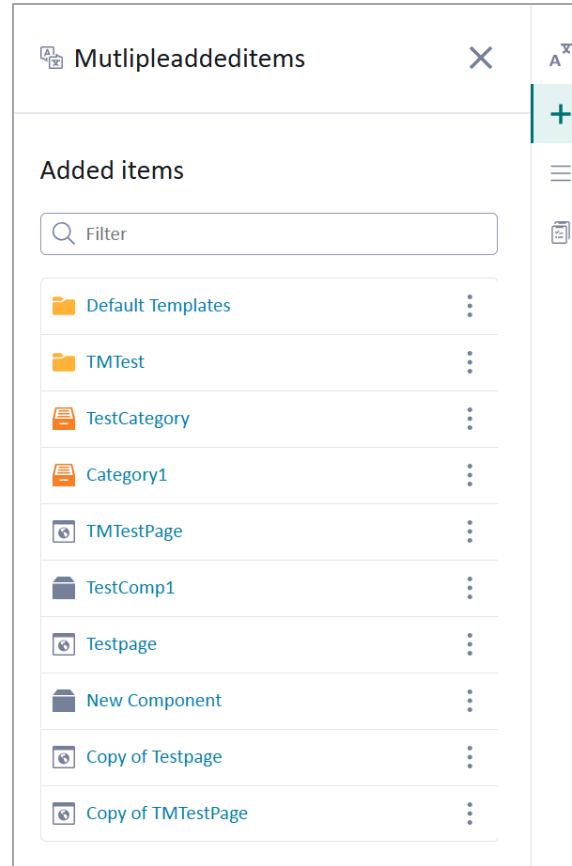 Mutlipleaddeditems
Added items
Filter
Default Templates
TMTest
TestCategory
Category1
TMTestPage
TestComp1
Testpage
New Component
Copy of Testpage
Copy of TMTestPage